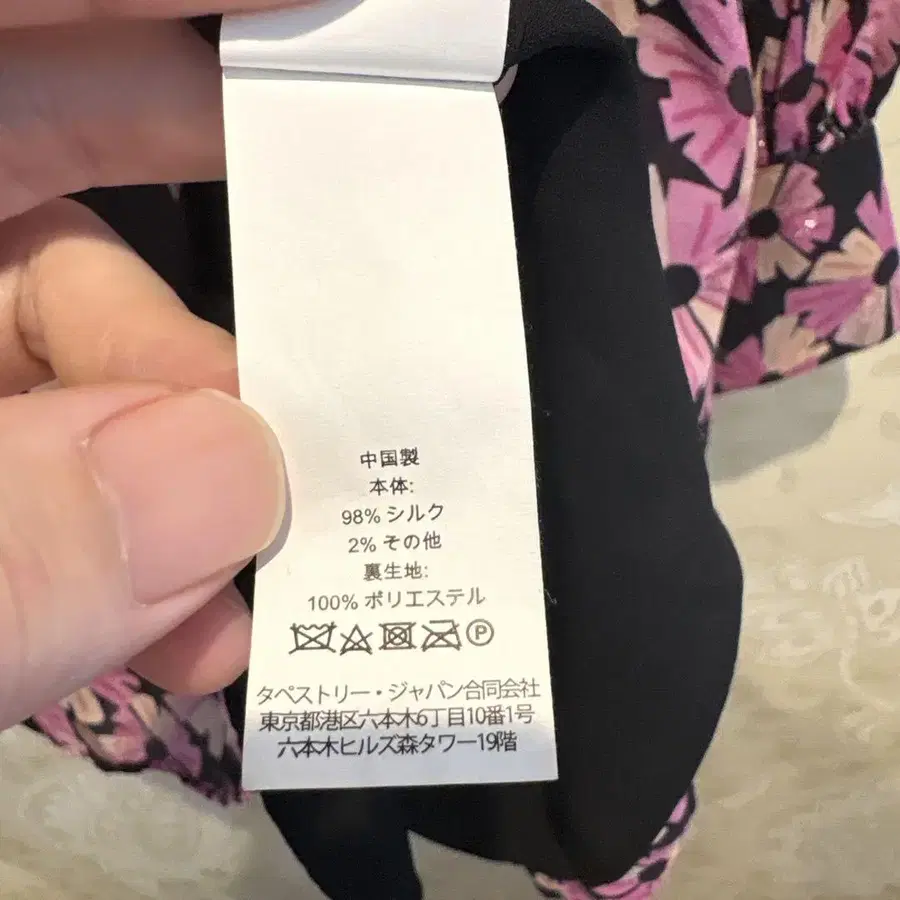 中国製
本体:
98% シルク
2% その他
裏生地:
100% ポリエステル
P
タペストリー・ジャパン合同会社
東京都港区六本木6丁目10番1号
六本木ヒルズ森タワー19階